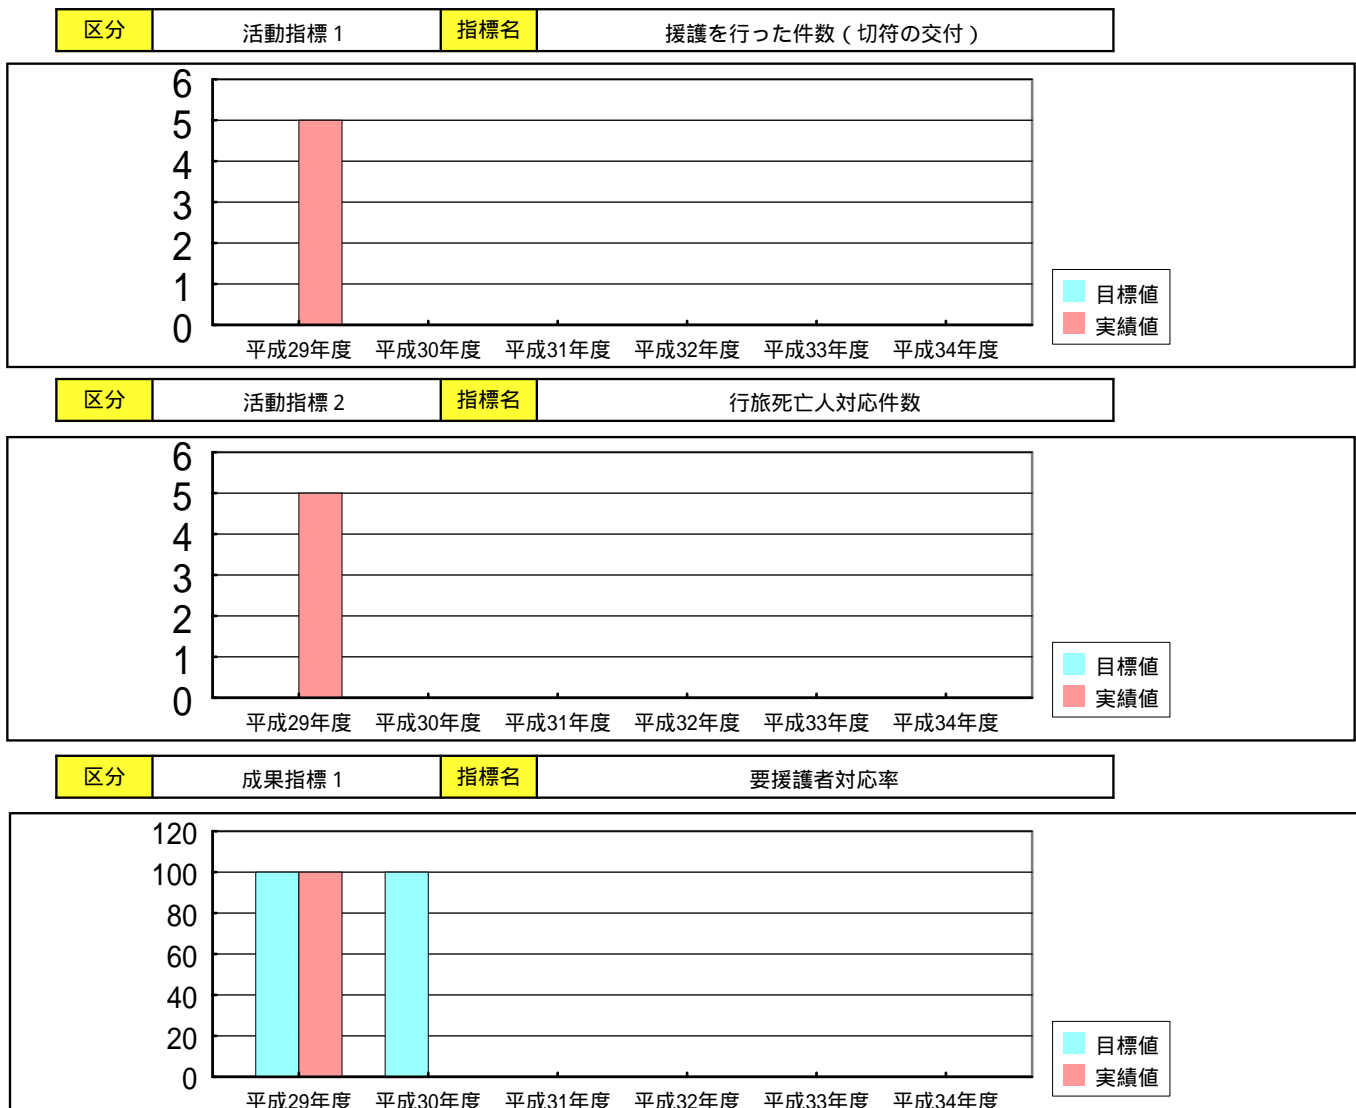 区分 活動指標１ 指標名 援護を行った件数（切符の交付）
6
5
4
3
2
1
0
平成29年度 平成30年度 平成31年度 平成32年度 平成33年度 平成34年度
目標値
実績値
区分 活動指標２ 指標名 行旅死亡人対応件数
6
5
4
3
2
1
0
平成29年度 平成30年度 平成31年度 平成32年度 平成33年度 平成34年度
目標値
実績値
区分 成果指標１ 指標名 要援護者対応率
120
100
80
60
40
20
0
平成29年度 平成30年度 平成31年度 平成32年度 平成33年度 平成34年度
目標値
実績値